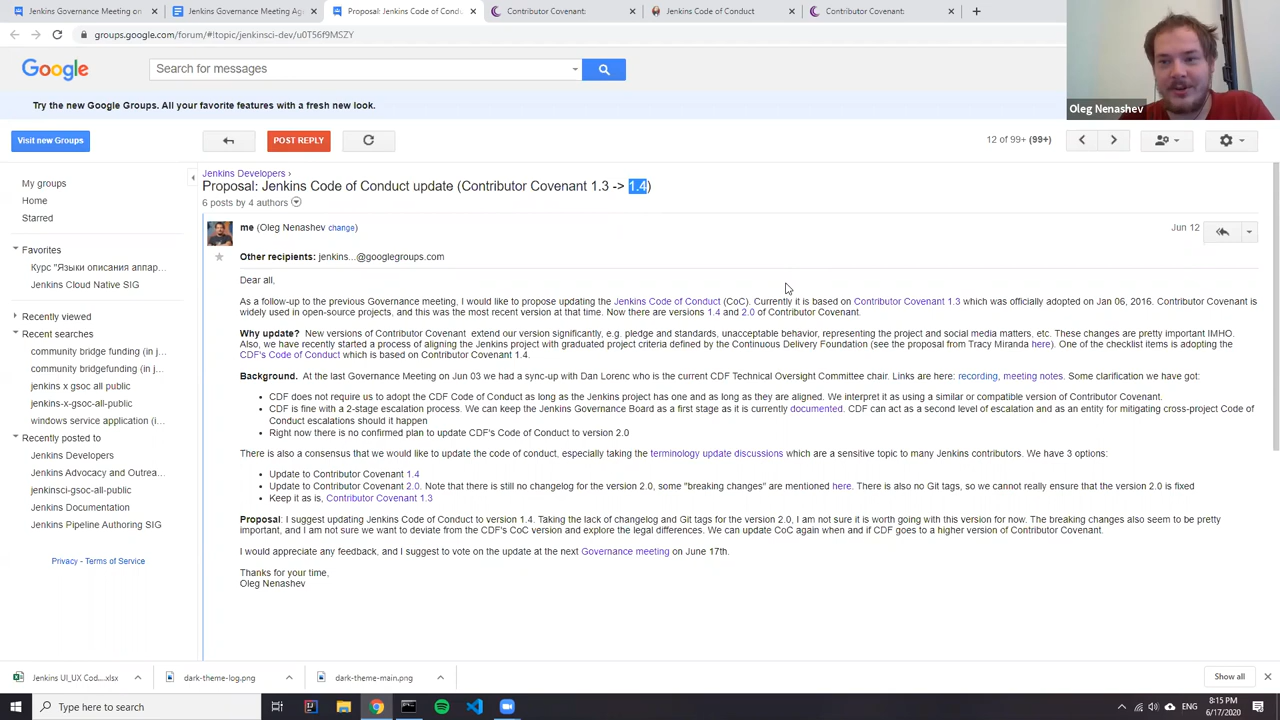 Jenkins Governance Meeting on
Jenkins Governance Meeting Ag
Proposal: Jenkins Code of Condu
Contributor Covenant:
Jenkins Code of Conduct
Contributor Covenant:
groups.google.com/forum/#!topic/jenkinsci-dev/u0T56f9MSZY
Oleg Nenashev
Google
Search for messages
Try the new Google Groups. All your favorite features with a fresh new look.
Visit new Groups
POST REPLY
12 of 99+ (99+)
My groups
Home
Starred
Favorites
Курс "Языки описания аппар...
Jenkins Cloud Native SIG
Recently viewed
Recent searches
community bridge funding (in j...
community bridgefunding (in j...
jenkins x gsoc all public
jenkins-x-gsoc-all-public
windows service application (i...
Recently posted to
Jenkins Developers
Jenkins Advocacy and Outrea...
jenkinsci-gsoc-all-public
Jenkins Documentation
Jenkins Pipeline Authoring SIG
Privacy - Terms of Service
Jenkins Developers ›
Proposal: Jenkins Code of Conduct update (Contributor Covenant 1.3 -> 1.4)
6 posts by 4 authors
me (Oleg Nenashev change)
Jun 12
Other recipients: jenkins...@googlegroups.com
Dear all,
As a follow-up to the previous Governance meeting. I would like to propose updating the Jenkins Code of Conduct (CoC). Currently it is based on Contributor Covenant 1.3 which was officially adopted on Jan 06, 2016. Contributor Covenant is
widely used in open-source projects, and this was the most recent version at that time. Now there are versions 1.4 and 2.0 of Contributor Covenant.
Why update? New versions of Contributor Covenant extend our version significantly, e.g. pledge and standards, unacceptable behavior, representing the project and social media matters, etc. These changes are pretty important IMHO.
Also, we have recently started a process of aligning the Jenkins project with graduated project criteria defined by the Continuous Delivery Foundation (see the proposal from Tracy Miranda here). One of the checklist items is adopting the
CDF's Code of Conduct which is based on Contributor Covenant 1.4.
Background. At the last Governance Meeting on Jun 03 we had a sync-up with Dan Lorenc who is the current CDF Technical Oversight Committee chair. Links are here: recording, meeting notes. Some clarification we have got:
• CDF does not require us to adopt the CDF Code of Conduct as long as the Jenkins project has one and as long as they are aligned. We interpret it as using a similar or compatible version of Contributor Covenant.
• CDF is fine with a 2-stage escalation process. We can keep the Jenkins Governance Board as a first stage as it is currently documented. CDF can act as a second level of escalation and as an entity for mitigating cross-project Code of
Conduct escalations should it happen
• Right now there is no confirmed plan to update CDF's Code of Conduct to version 2.0
There is also a consensus that we would like to update the code of conduct, especially taking the terminology update discussions which are a sensitive topic to many Jenkins contributors. We have 3 options:
• Update to Contributor Covenant 1.4
• Update to Contributor Covenant 2.0. Note that there is still no changelog for the version 2.0, some "breaking changes" are mentioned here. There is also no Git tags, so we cannot really ensure that the version 2.0 is fixed
• Keep it as is, Contributor Covenant 1.3
Proposal: I suggest updating Jenkins Code of Conduct to version 1.4. Taking the lack of changelog and Git tags for the version 2.0, I am not sure it is worth going with this version for now. The breaking changes also seem to be pretty
important, and I am not sure we want to deviate from the CDF's CoC version and explore the legal differences. We can update CoC again when and if CDF goes to a higher version of Contributor Covenant.
I would appreciate any feedback, and I suggest to vote on the update at the next Governance meeting on June 17th.
Thanks for your time,
Oleg Nenashev
Jenkins UI_UX Cod....xlsx
dark-theme-log.png
dark-theme-main.png
Show all
Type here to search
ENG
8:15 PM
6/17/2020